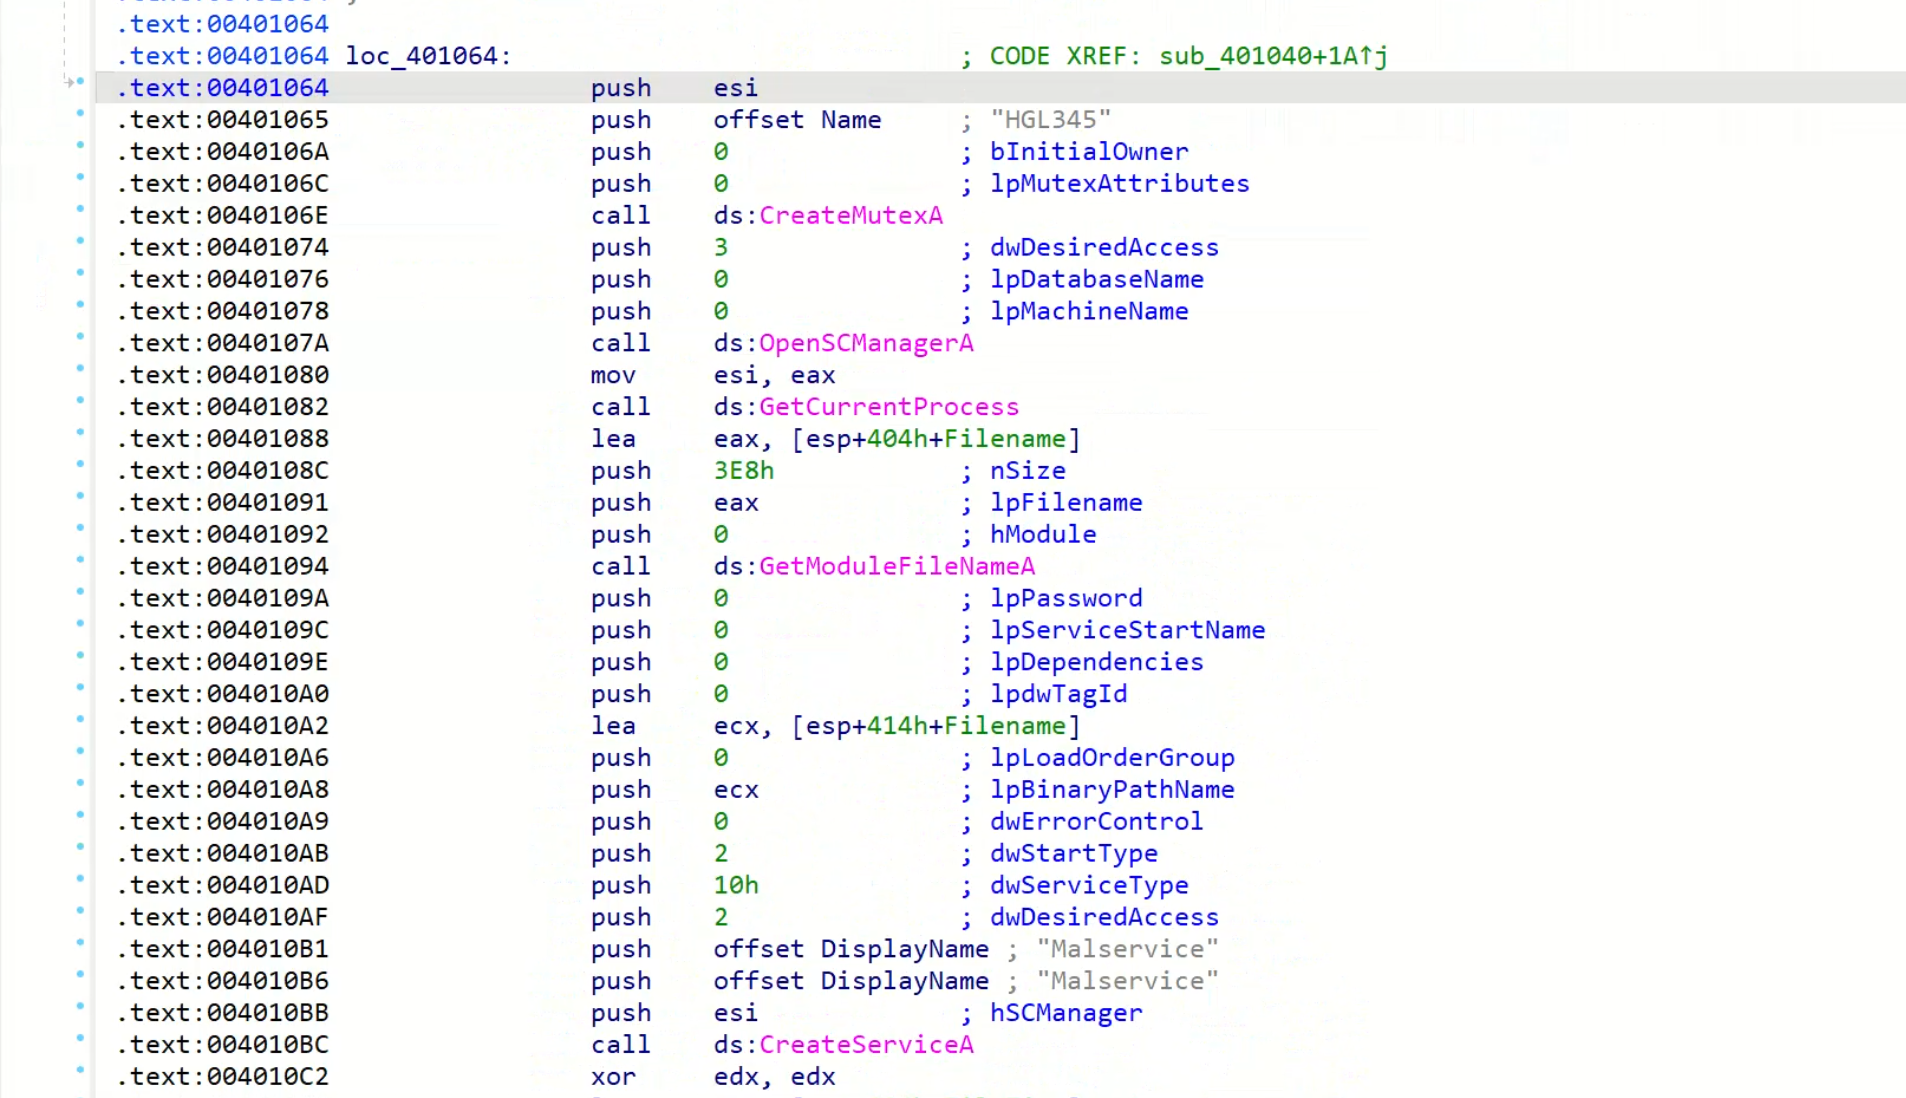 .text:00401064
.text:00401064 loc_401064: ; CODE XREF: sub_401040+1A↑j
.text:00401064 push esi
.text:00401065 push offset Name ; "HGL345"
.text:0040106A push 0 ; bInitialOwner
.text:0040106C push 0 ; lpMutexAttributes
.text:0040106E call ds:CreateMutexA
.text:00401074 push 3 ; dwDesiredAccess
.text:00401076 push 0 ; lpDatabaseName
.text:00401078 push 0 ; lpMachineName
.text:0040107A call ds:OpenSCManagerA
.text:00401080 mov esi, eax
.text:00401082 call ds:GetCurrentProcess
.text:00401088 lea eax, [esp+404h+Filename]
.text:0040108C push 3E8h ; nSize
.text:00401091 push eax ; lpFilename
.text:00401092 push 0 ; hModule
.text:00401094 call ds:GetModuleFileNameA
.text:0040109A push 0 ; lpPassword
.text:0040109C push 0 ; lpServiceStartName
.text:0040109E push 0 ; lpDependencies
.text:004010A0 push 0 ; lpdwTagId
.text:004010A2 lea ecx, [esp+414h+Filename]
.text:004010A6 push 0 ; lpLoadOrderGroup
.text:004010A8 push ecx ; lpBinaryPathName
.text:004010A9 push 0 ; dwErrorControl
.text:004010AB push 2 ; dwStartType
.text:004010AD push 10h ; dwServiceType
.text:004010AF push 2 ; dwDesiredAccess
.text:004010B1 push offset DisplayName ; "Malservice"
.text:004010B6 push offset DisplayName ; "Malservice"
.text:004010BB push esi ; hSCManager
.text:004010BC call ds:CreateServiceA
.text:004010C2 xor edx, edx